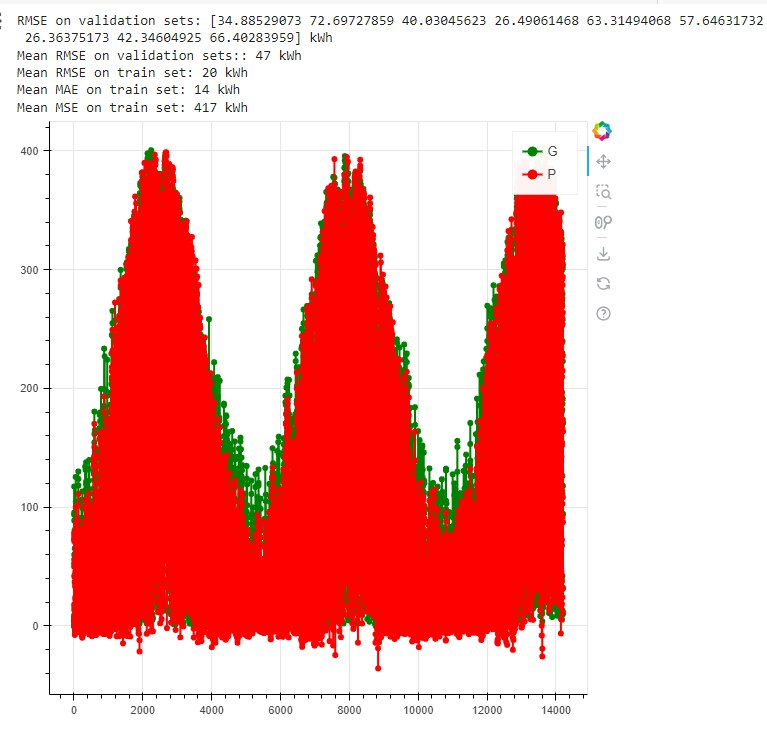 RMSE on validation sets: [34.88529073 72.69727859 40.03045623 26.49061468 63.31494068 57.64631732
26.36375173 42.34604925 66.40283959] kWh
Mean RMSE on validation sets:: 47 kWh
Mean RMSE on train set: 20 kWh
Mean MAE on train set: 14 kWh
Mean MSE on train set: 417 kWh
G
P
400
300
200
100
0
0 2000 4000 6000 8000 10000 12000 14000